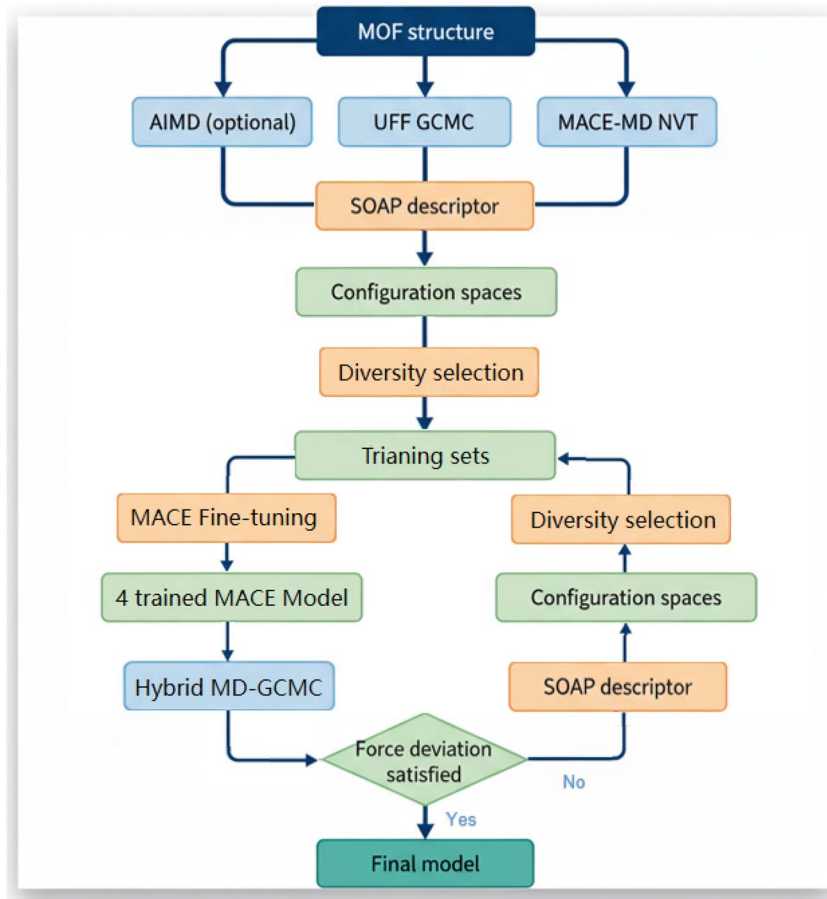 MOF structure
AIMD (optional)
UFF GCMC
MACE-MD NVT
SOAP descriptor
Configuration spaces
Diversity selection
Trianing sets
MACE Fine-tuning
4 trained MACE Model
Hybrid MD-GCMC
Diversity selection
Configuration spaces
SOAP descriptor
Force deviation
satisfied
No
Yes
Final model